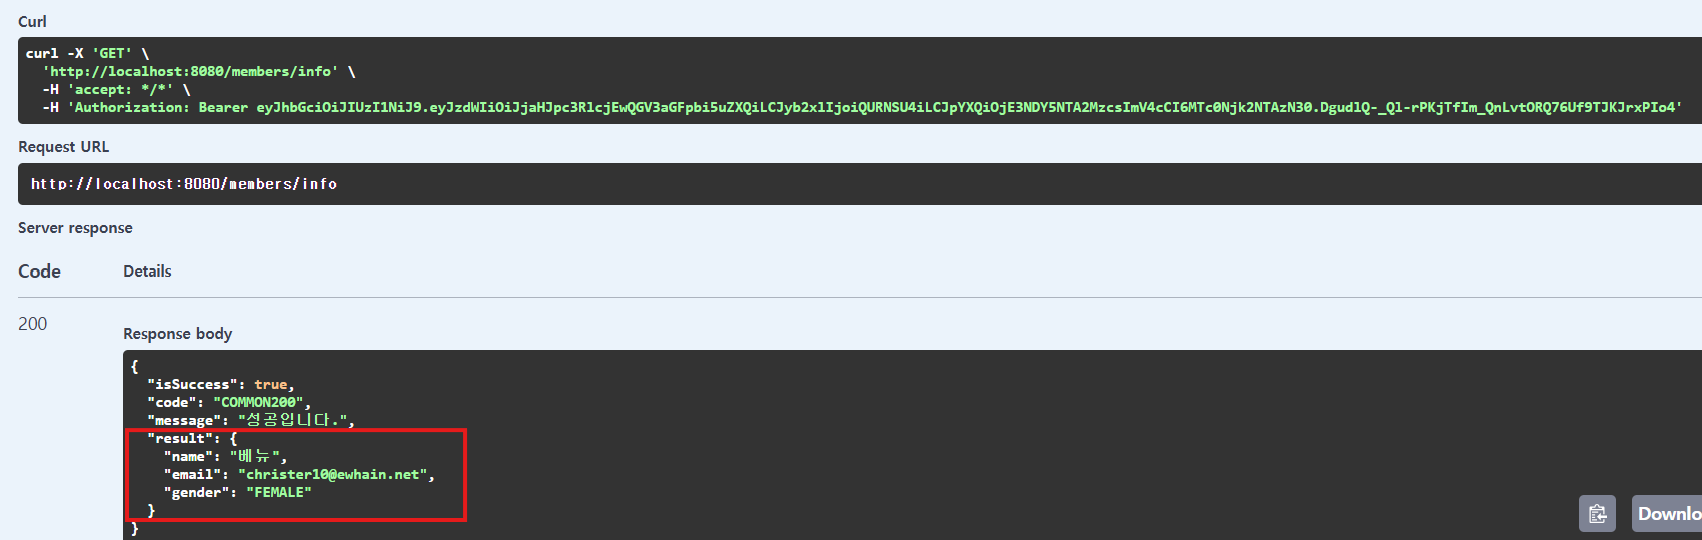 Curl
curl -X 'GET' \
'http://localhost:8080/members/info' \
-H 'accept: */*' \
-H 'Authorization: Bearer eyJhbGciOiJIUzI1NiJ9.eyJzdWIiOiJjaHJpc3RlcjEwQGV3aGFpbi5uZXQiLCJyb2xlIjoiQURNSU4iLCJpYXQiOjE3NDY5NTA2MzcsImV4cCI6MTc0Njk2NTAzN30.DgudlQ-_Ql-rPKjTfIm_QnLvtORQ76Uf9TJKJrxPIo4'
Request URL
http://localhost:8080/members/info
Server response
Code Details
200
Response body
{
"isSuccess": true,
"code": "COMMON200",
"message": "성공입니다.",
"result": {
"name": "베뉴",
"email": "christer10@ewhain.net",
"gender": "FEMALE"
}
}
Downlo